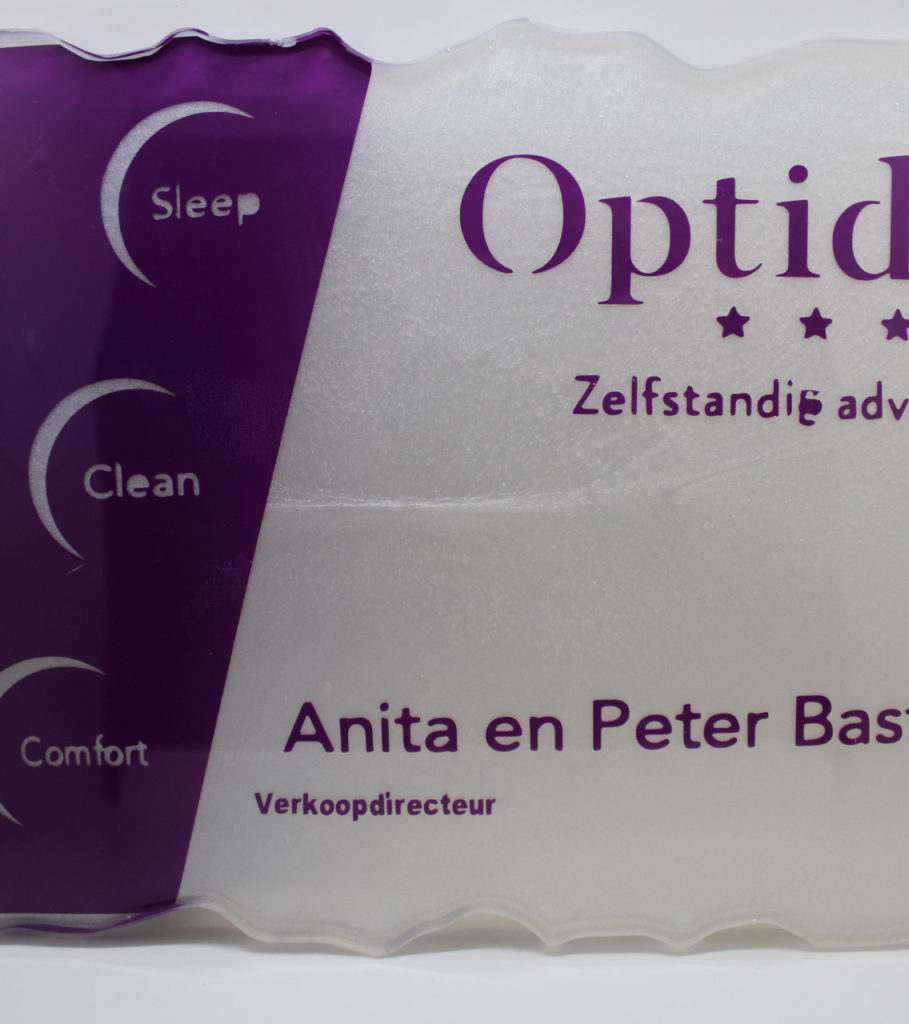 Sleep
Clean
Comfort
Optid
Zelfstandig adv
Anita en Peter Bas
Verkoopdirecteur